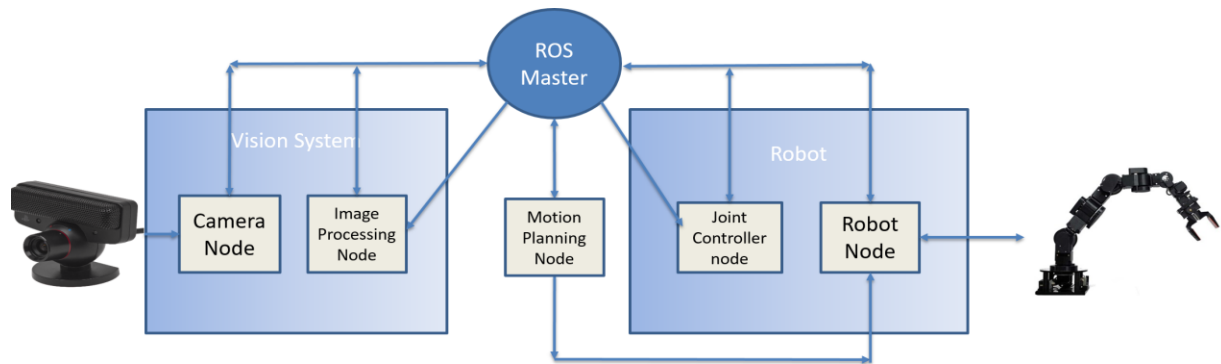 ROS
Master
Vision System
Robot
Camera
Node
Image
Processing
Node
Motion
Planning
Node
Joint
Controller
node
Robot
Node